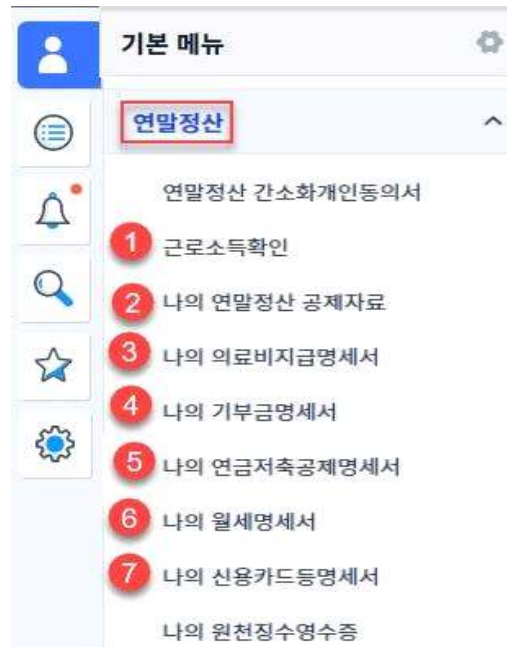 기본 메뉴
연말정산
연말정산 간소화개인동의서
1 근로소득확인
2 나의 연말정산 공제자료
3 나의 의료비지급명세서
4 나의 기부금명세서
5 나의 연금저축공제명세서
6 나의 월세명세서
7 나의 신용카드등명세서
나의 원천징수영수증